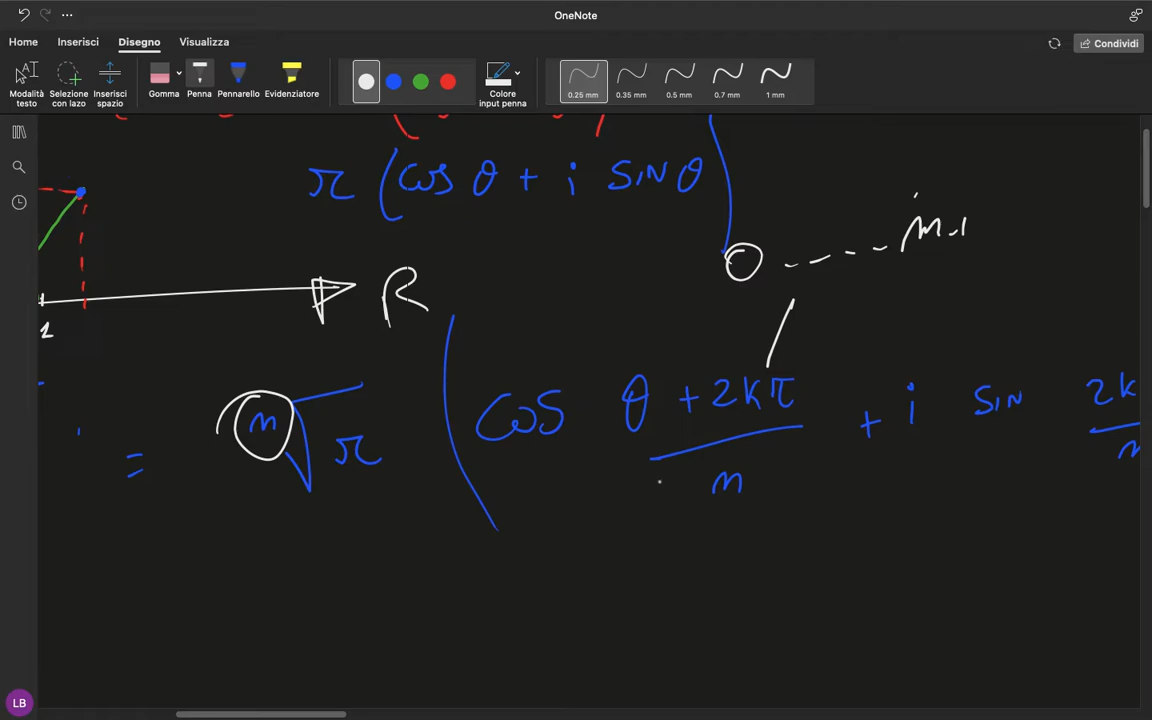 OneNote
Home Inserisci Disegno Visualizza
Condividi
Modalità testo
Selezione con lazo
Inserisci spazio
Gomma
Penna
Pennarello
Evidenziatore
Colore input penna
0.25 mm
0.35 mm
0.5 mm
0.7 mm
1 mm
r (cos θ + i sin θ
0 ---- n-1
R
1
= n√r ( cos (θ + 2kπ)/n + i sin 2k/n
LB